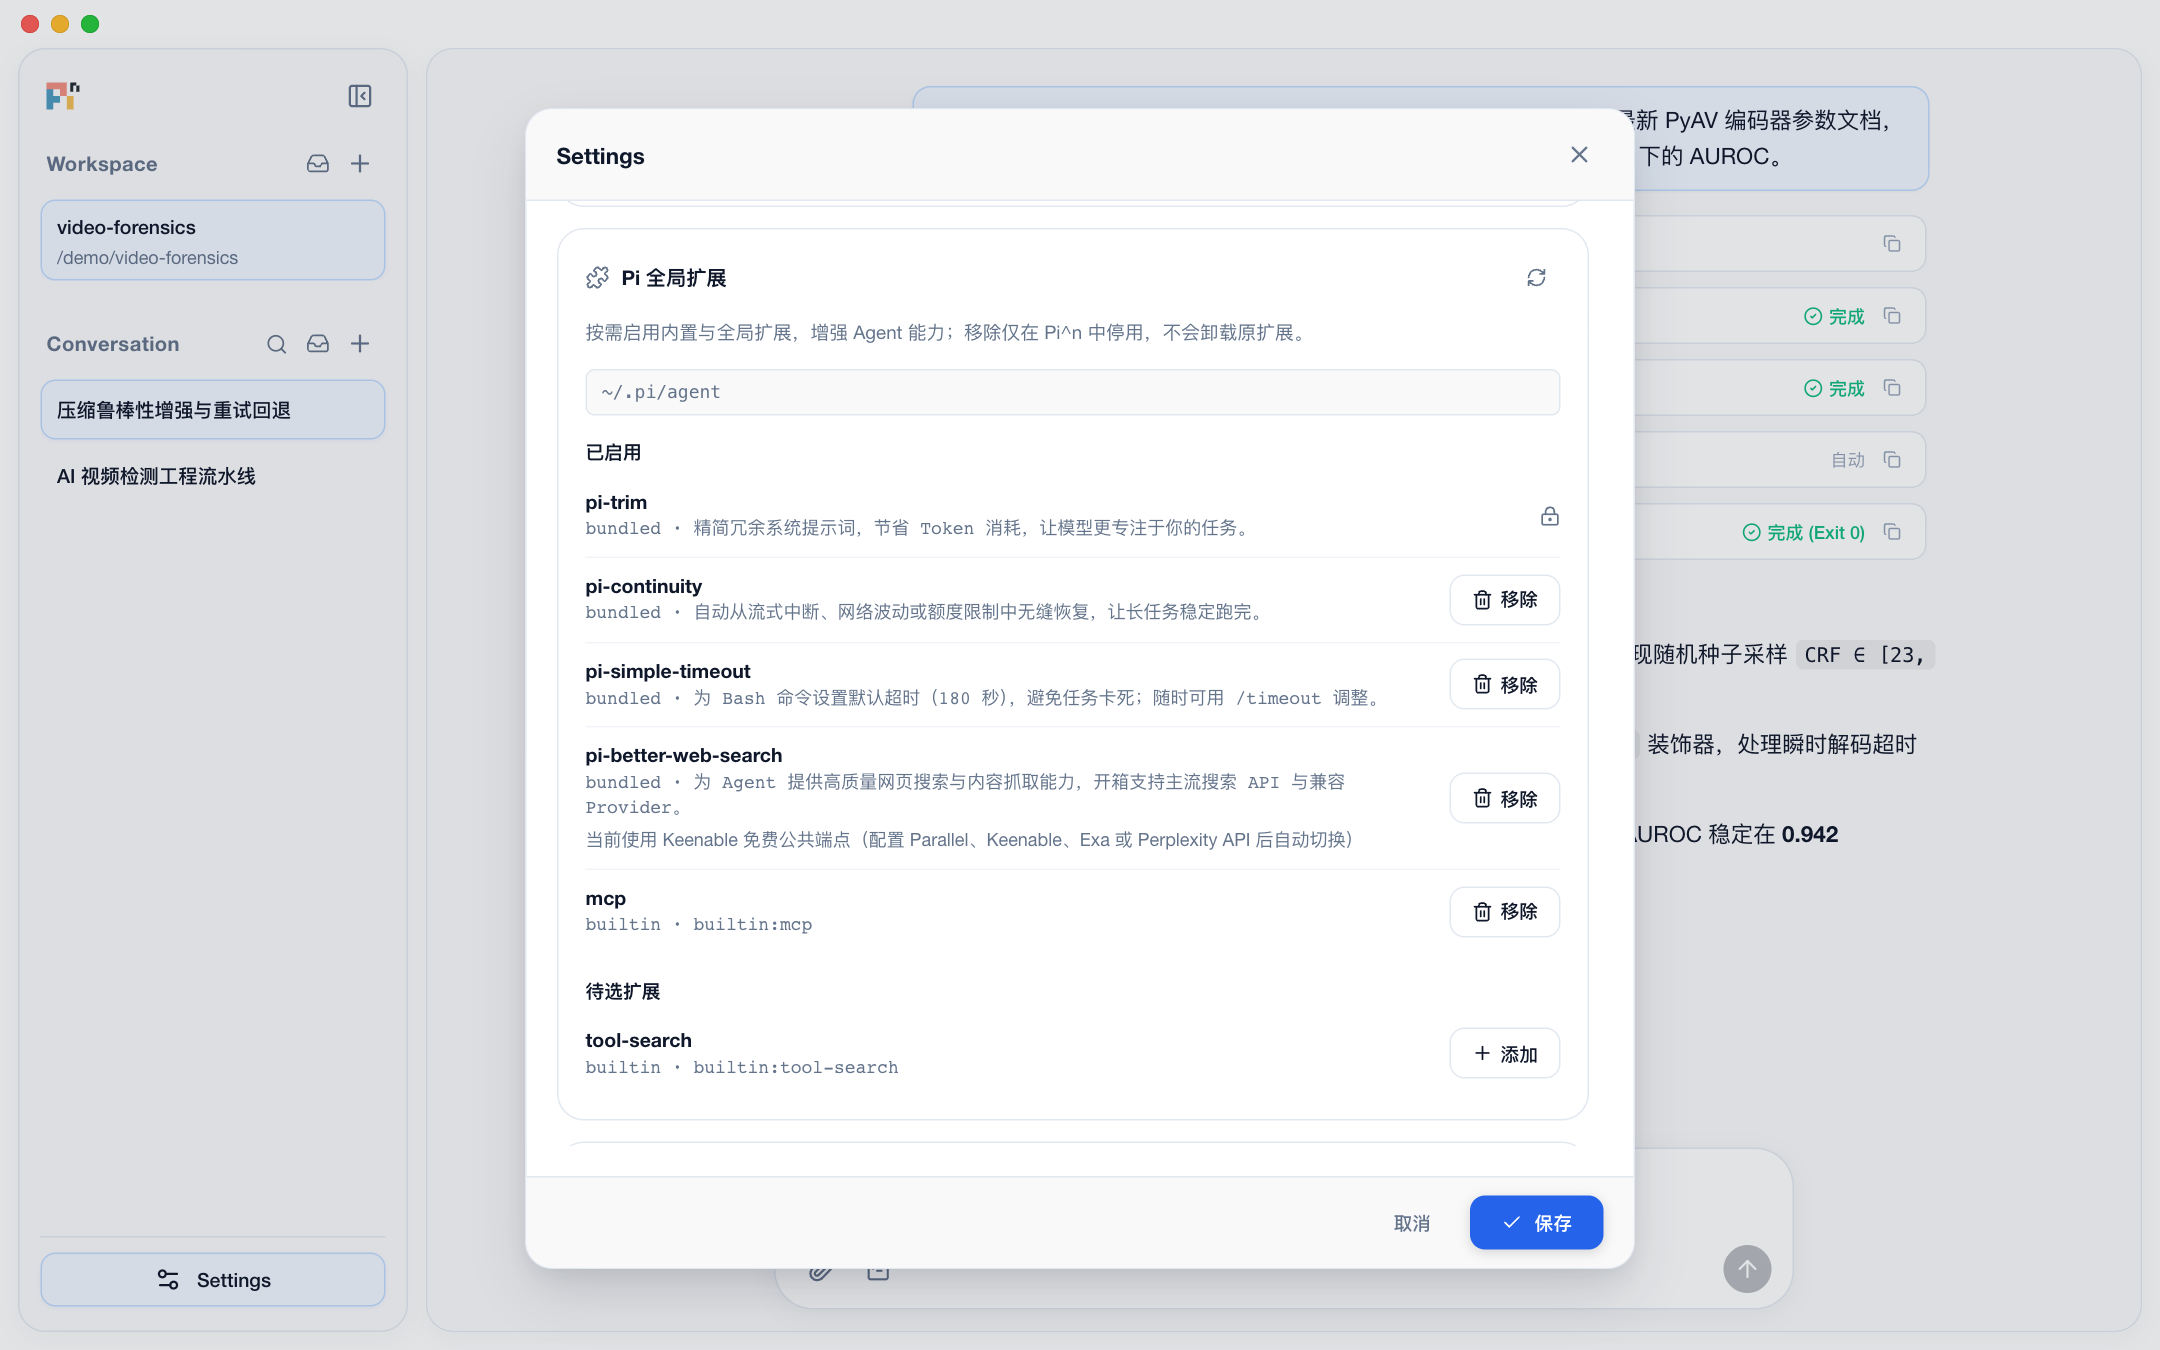 Workspace
video-forensics
/demo/video-forensics
Conversation
压缩鲁棒性增强与重试回退
AI 视频检测工程流水线
Settings
Settings
Pi 全局扩展
按需启用内置与全局扩展，增强 Agent 能力；移除仅在 Pi^n 中停用，不会卸载原扩展。
~/.pi/agent
已启用
pi-trim
bundled · 精简冗余系统提示词，节省 Token 消耗，让模型更专注于你的任务。
pi-continuity
bundled · 自动从流式中断、网络波动或额度限制中无缝恢复，让长任务稳定跑完。
移除
pi-simple-timeout
bundled · 为 Bash 命令设置默认超时（180 秒），避免任务卡死；随时可用 /timeout 调整。
移除
pi-better-web-search
bundled · 为 Agent 提供高质量网页搜索与内容抓取能力，开箱支持主流搜索 API 与兼容
Provider。
当前使用 Keenable 免费公共端点（配置 Parallel、Keenable、Exa 或 Perplexity API 后自动切换）
移除
mcp
builtin · builtin:mcp
移除
待选扩展
tool-search
builtin · builtin:tool-search
添加
取消
保存
新 PyAV 编码器参数文档，
下的 AUROC。
完成
完成
自动
完成 (Exit 0)
现随机种子采样 CRF ∈ [23,
装饰器，处理瞬时解码超时
AUROC 稳定在 0.942